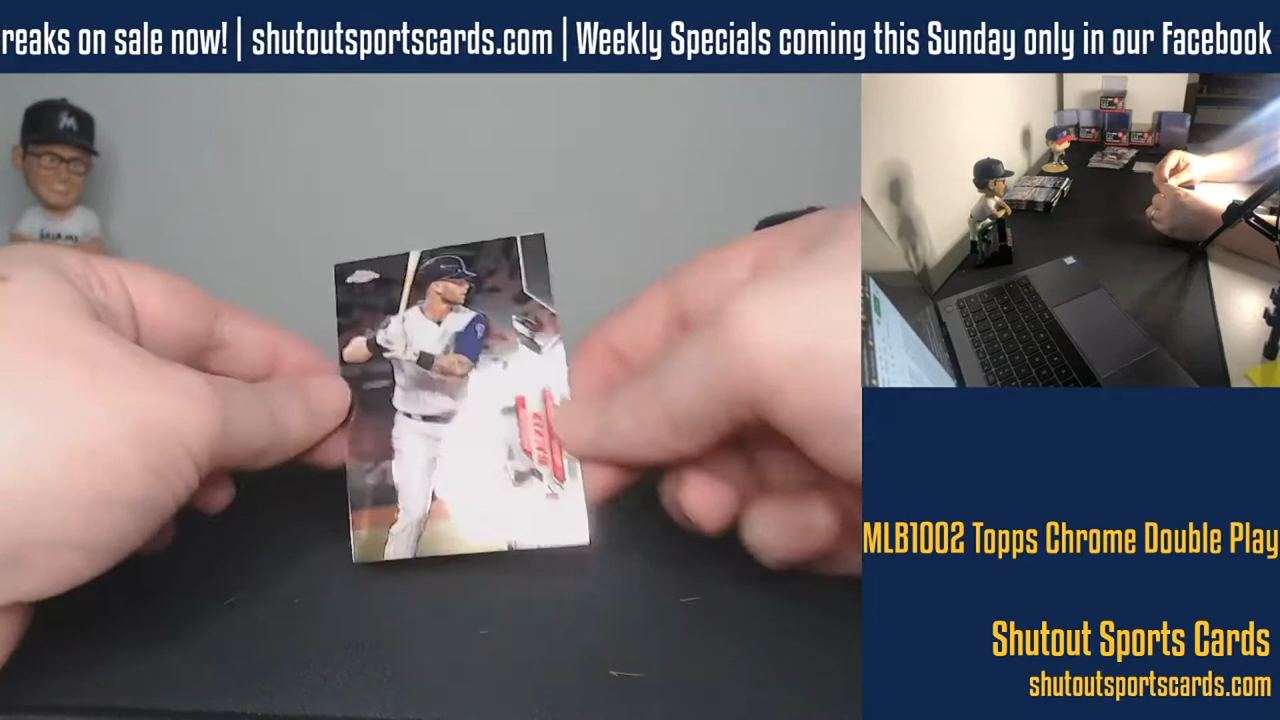 reaks on sale now! | shutoutsportscards.com | Weekly Specials coming this Sunday only in our Facebook
MLB1002 Topps Chrome Double Play
Shutout Sports Cards
shutoutsportscards.com